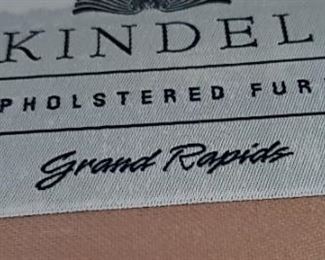 KINDEL
PHOLSTERED FUR
Grand Rapids